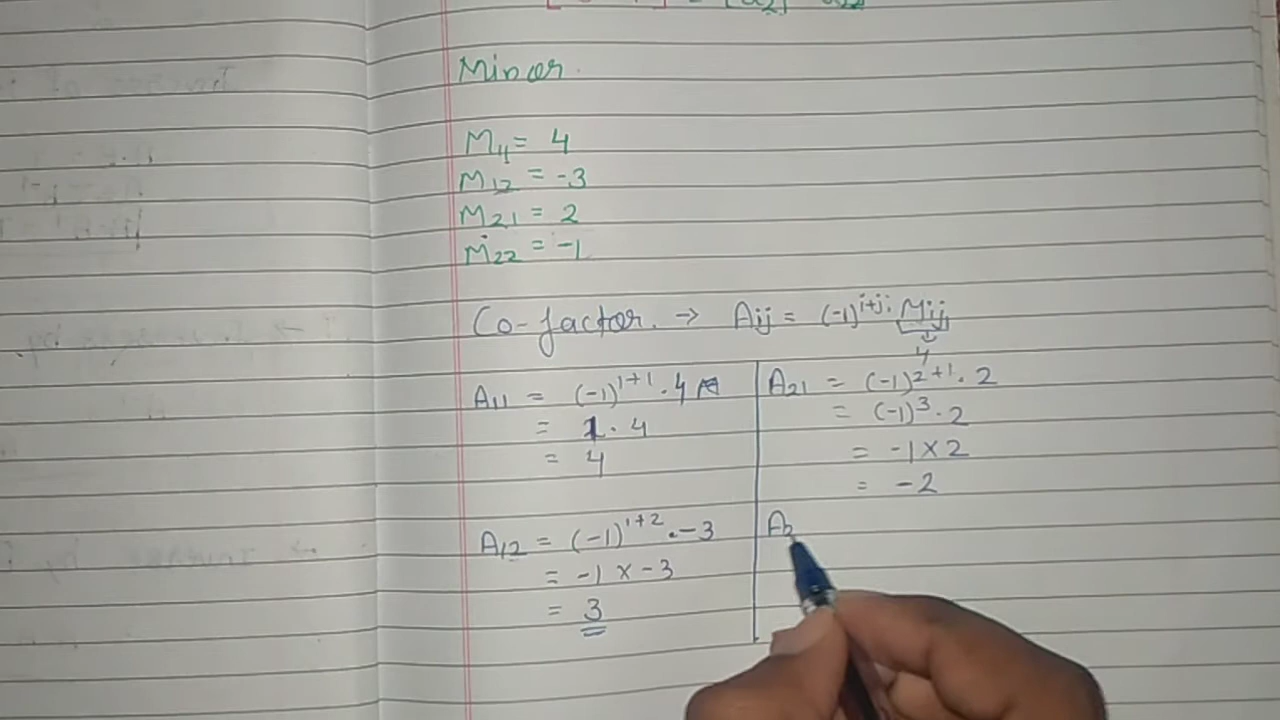 Minor.
M11 = 4
M12 = -3
M21 = 2
M22 = -1
Co-factor. → Aij = (-1)^i+j. Mij
4
A11 = (-1)^1+1 . 4
= 1 . 4
= 4
A12 = (-1)^1+2 . -3
= -1 x -3
= 3
A21 = (-1)^2+1 . 2
= (-1)^3 . 2
= -1 x 2
= -2
A2